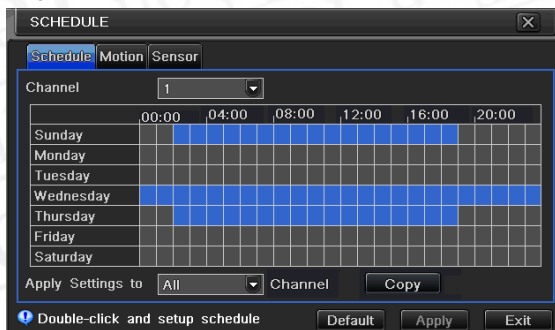 SCHEDULE
Schedule Motion Sensor
Channel 1
00:00 04:00 08:00 12:00 16:00 20:00
Sunday
Monday
Tuesday
Wednesday
Thursday
Friday
Saturday
Apply Settings to All Channel Copy
Double-click and setup schedule Default Apply Exit